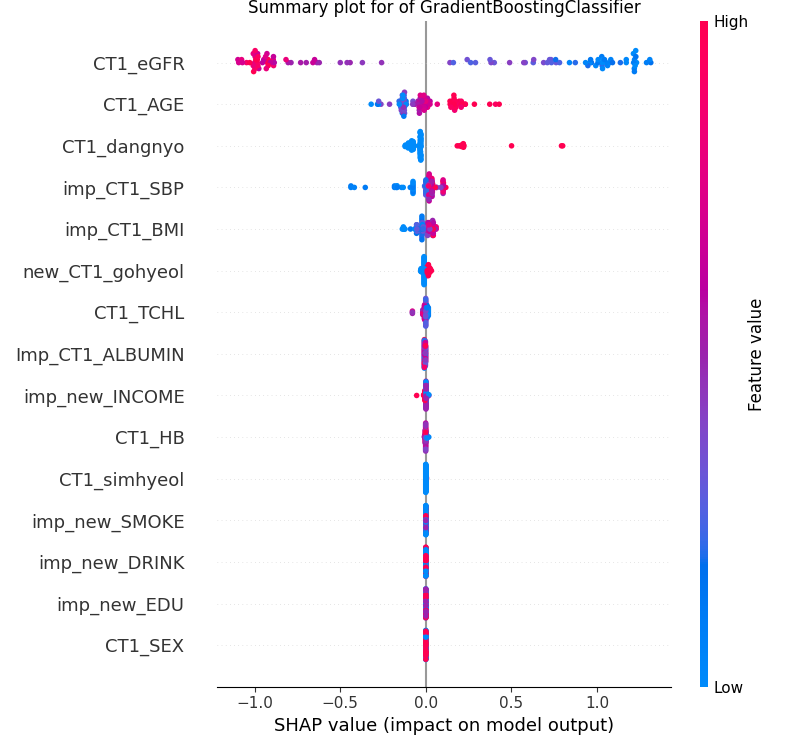 Summary plot for of GradientBoostingClassifier
High
CT1_eGFR
CT1_AGE
CT1_dangnyo
imp_CT1_SBP
imp_CT1_BMI
new_CT1_gohyeol
CT1_TCHL
Imp_CT1_ALBUMIN
imp_new_INCOME
CT1_HB
CT1_simhyeol
imp_new_SMOKE
imp_new_DRINK
imp_new_EDU
CT1_SEX
Feature value
Low
−1.0 −0.5 0.0 0.5 1.0
SHAP value (impact on model output)